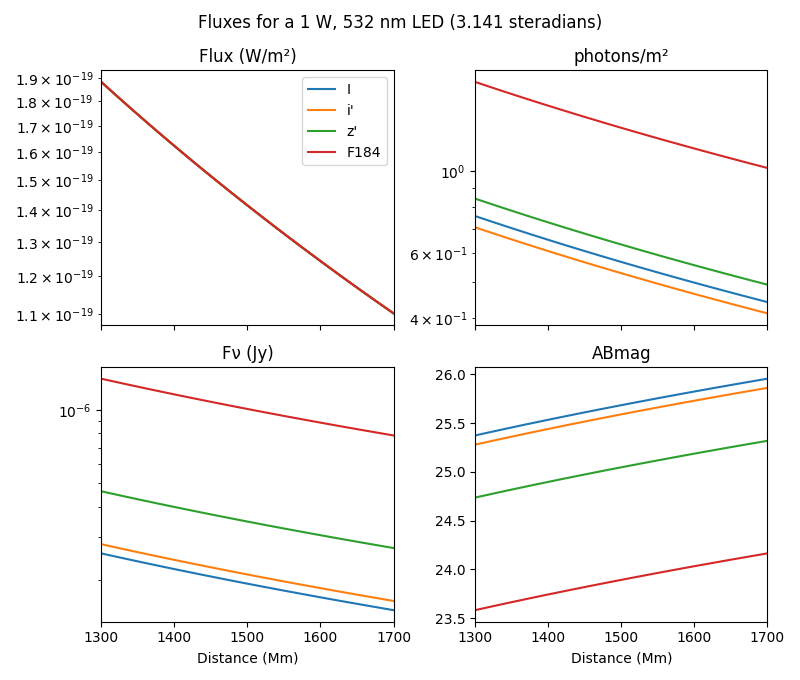 Fluxes for a 1 W, 532 nm LED (3.141 steradians)
Flux (W/m²)
1.9 × 10⁻¹⁹
1.8 × 10⁻¹⁹
1.7 × 10⁻¹⁹
1.6 × 10⁻¹⁹
1.5 × 10⁻¹⁹
1.4 × 10⁻¹⁹
1.3 × 10⁻¹⁹
1.2 × 10⁻¹⁹
1.1 × 10⁻¹⁹
I
i'
z'
F184
photons/m²
10⁰
6 × 10⁻¹
4 × 10⁻¹
Fν (Jy)
10⁻⁶
1300 1400 1500 1600 1700
Distance (Mm)
ABmag
26.0
25.5
25.0
24.5
24.0
23.5
1300 1400 1500 1600 1700
Distance (Mm)